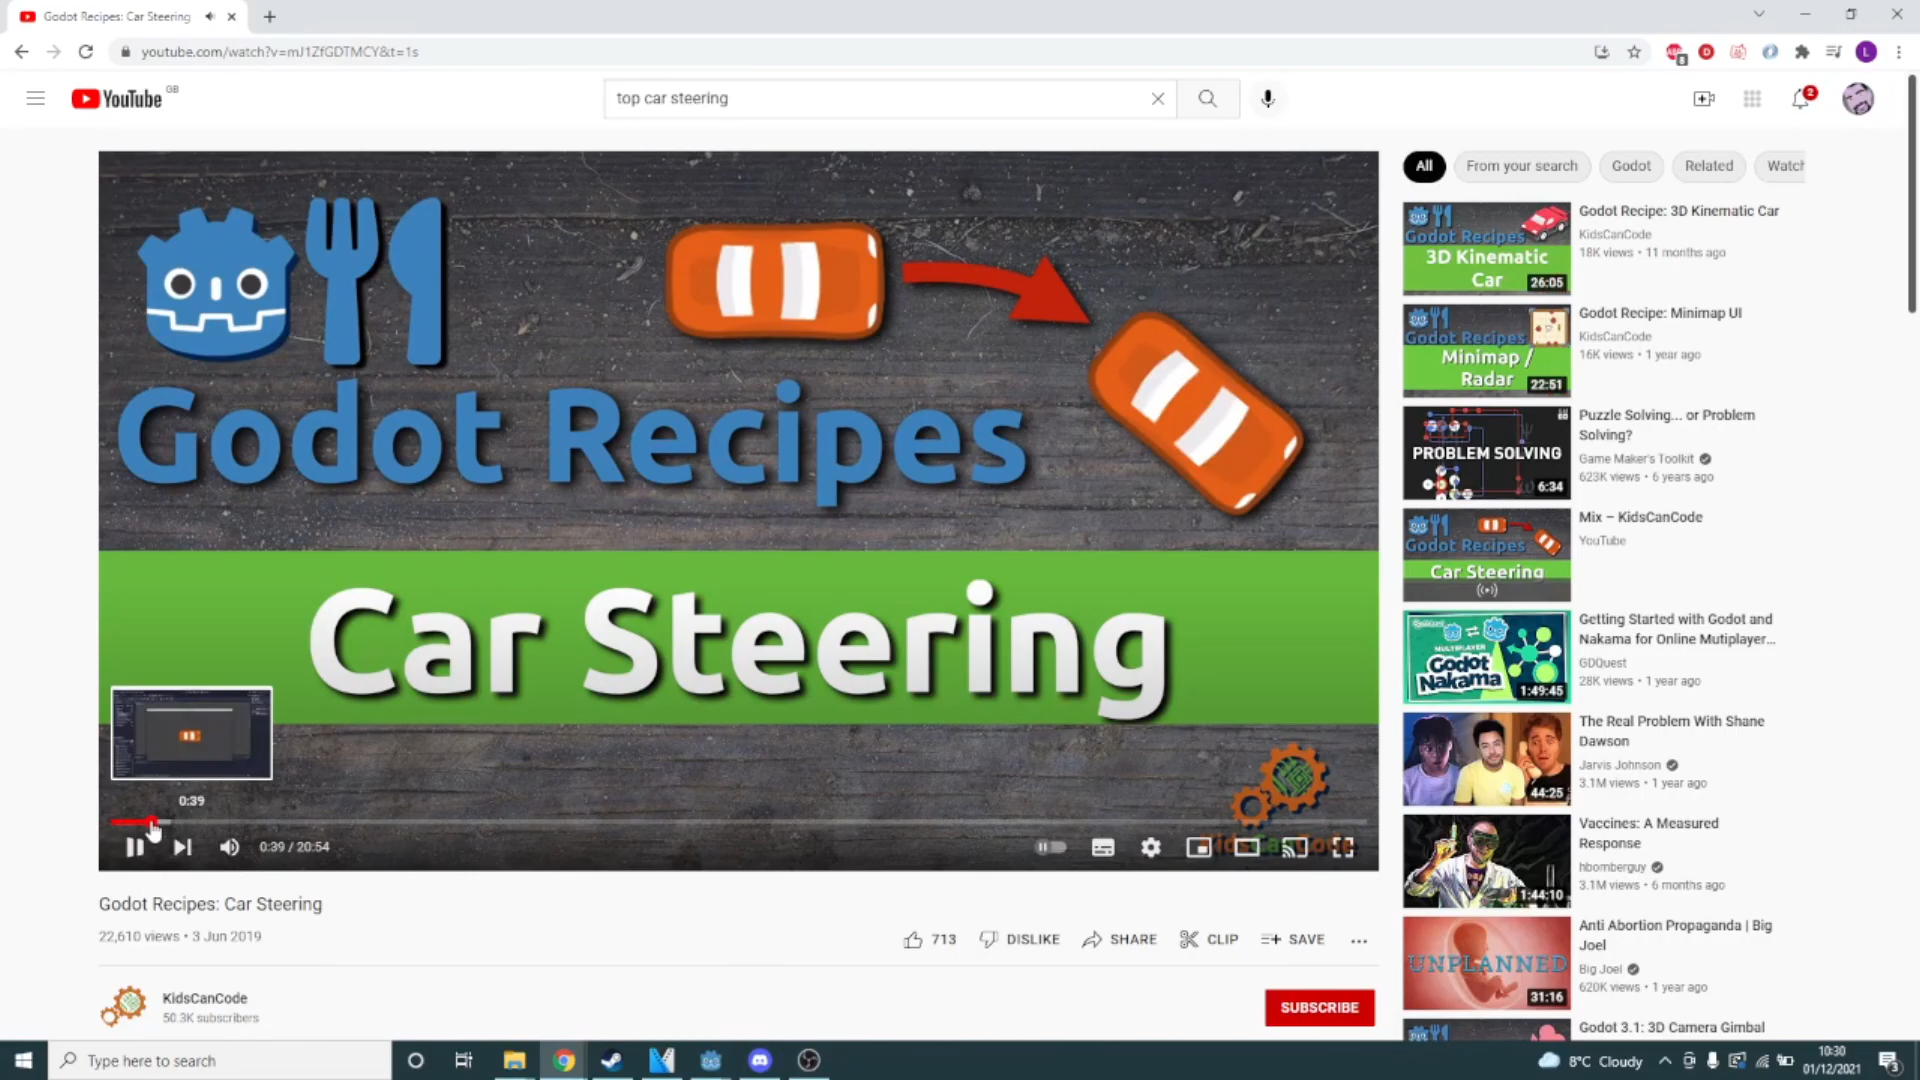 Godot Recipes: Car Steering
youtube.com/watch?v=mJ1ZfGDTMCY&t=1s
YouTube GB
top car steering
2
All
From your search
Godot
Related
Watch
Godot Recipes
Car Steering
0:39
0:39 / 20:54
Godot Recipes: Car Steering
22,610 views • 3 Jun 2019
713
DISLIKE
SHARE
CLIP
SAVE
KidsCanCode
50.3K subscribers
SUBSCRIBE
Godot Recipes
3D Kinematic
Car
26:05
Godot Recipe: 3D Kinematic Car
KidsCanCode
18K views • 11 months ago
Godot Recipes
Minimap /
Radar
22:51
Godot Recipe: Minimap UI
KidsCanCode
16K views • 1 year ago
PROBLEM SOLVING
6:34
Puzzle Solving... or Problem
Solving?
Game Maker's Toolkit
623K views • 6 years ago
Godot Recipes
Car Steering
Mix – KidsCanCode
YouTube
MULTIPLAYER
Godot
Nakama
1:49:45
Getting Started with Godot and
Nakama for Online Mutiplayer...
GDQuest
28K views • 1 year ago
44:25
The Real Problem With Shane
Dawson
Jarvis Johnson
3.1M views • 1 year ago
1:44:10
Vaccines: A Measured
Response
hbomberguy
3.1M views • 6 months ago
UNPLANNED
31:16
Anti Abortion Propaganda | Big
Joel
Big Joel
620K views • 1 year ago
Godot 3.1: 3D Camera Gimbal
Type here to search
8°C Cloudy
10:30
01/12/2021
3